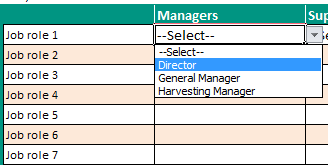 Managers Sup
Job role 1 --Select--
Job role 2 --Select--
Job role 3 Director
Job role 4 General Manager
Job role 5 Harvesting Manager
Job role 6
Job role 7